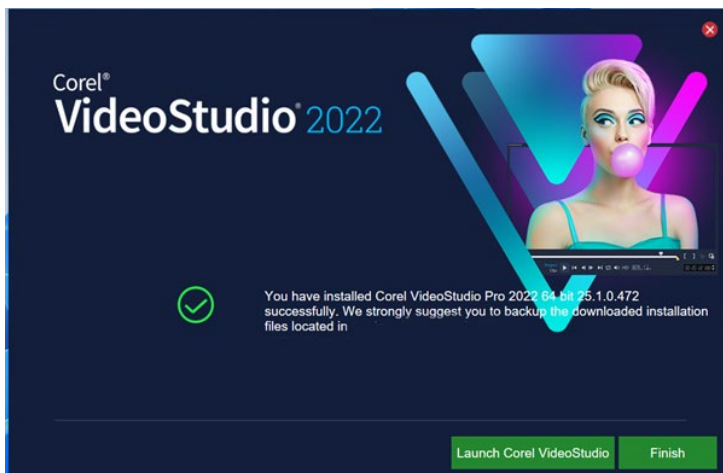 Corel®
VideoStudio® 2022
You have installed Corel VideoStudio Pro 2022 64 bit 25.1.0.472
successfully. We strongly suggest you to backup the downloaded installation
files located in
Launch Corel VideoStudio
Finish